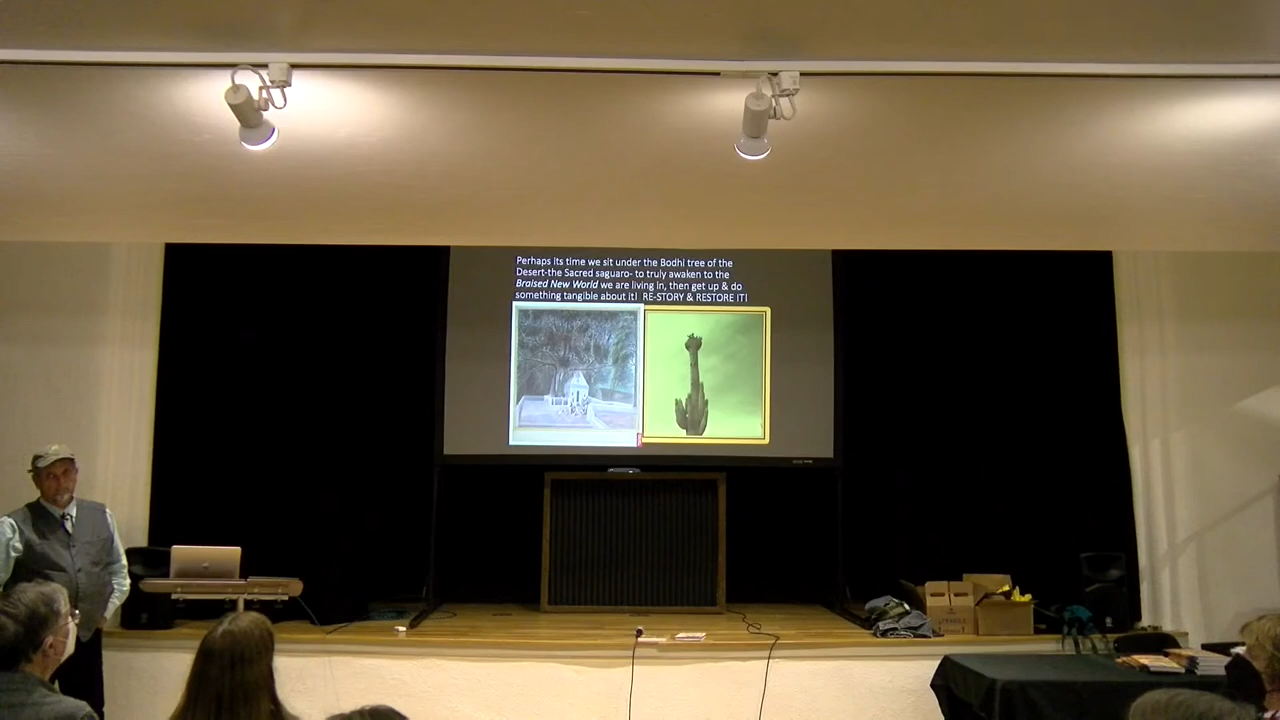 Perhaps its time we sit under the Bodhi tree of the
Desert-the Sacred saguaro- to truly awaken to the
Braised New World we are living in, then get up & do
something tangible about it! RE-STORY & RESTORE IT!
FRAGILE